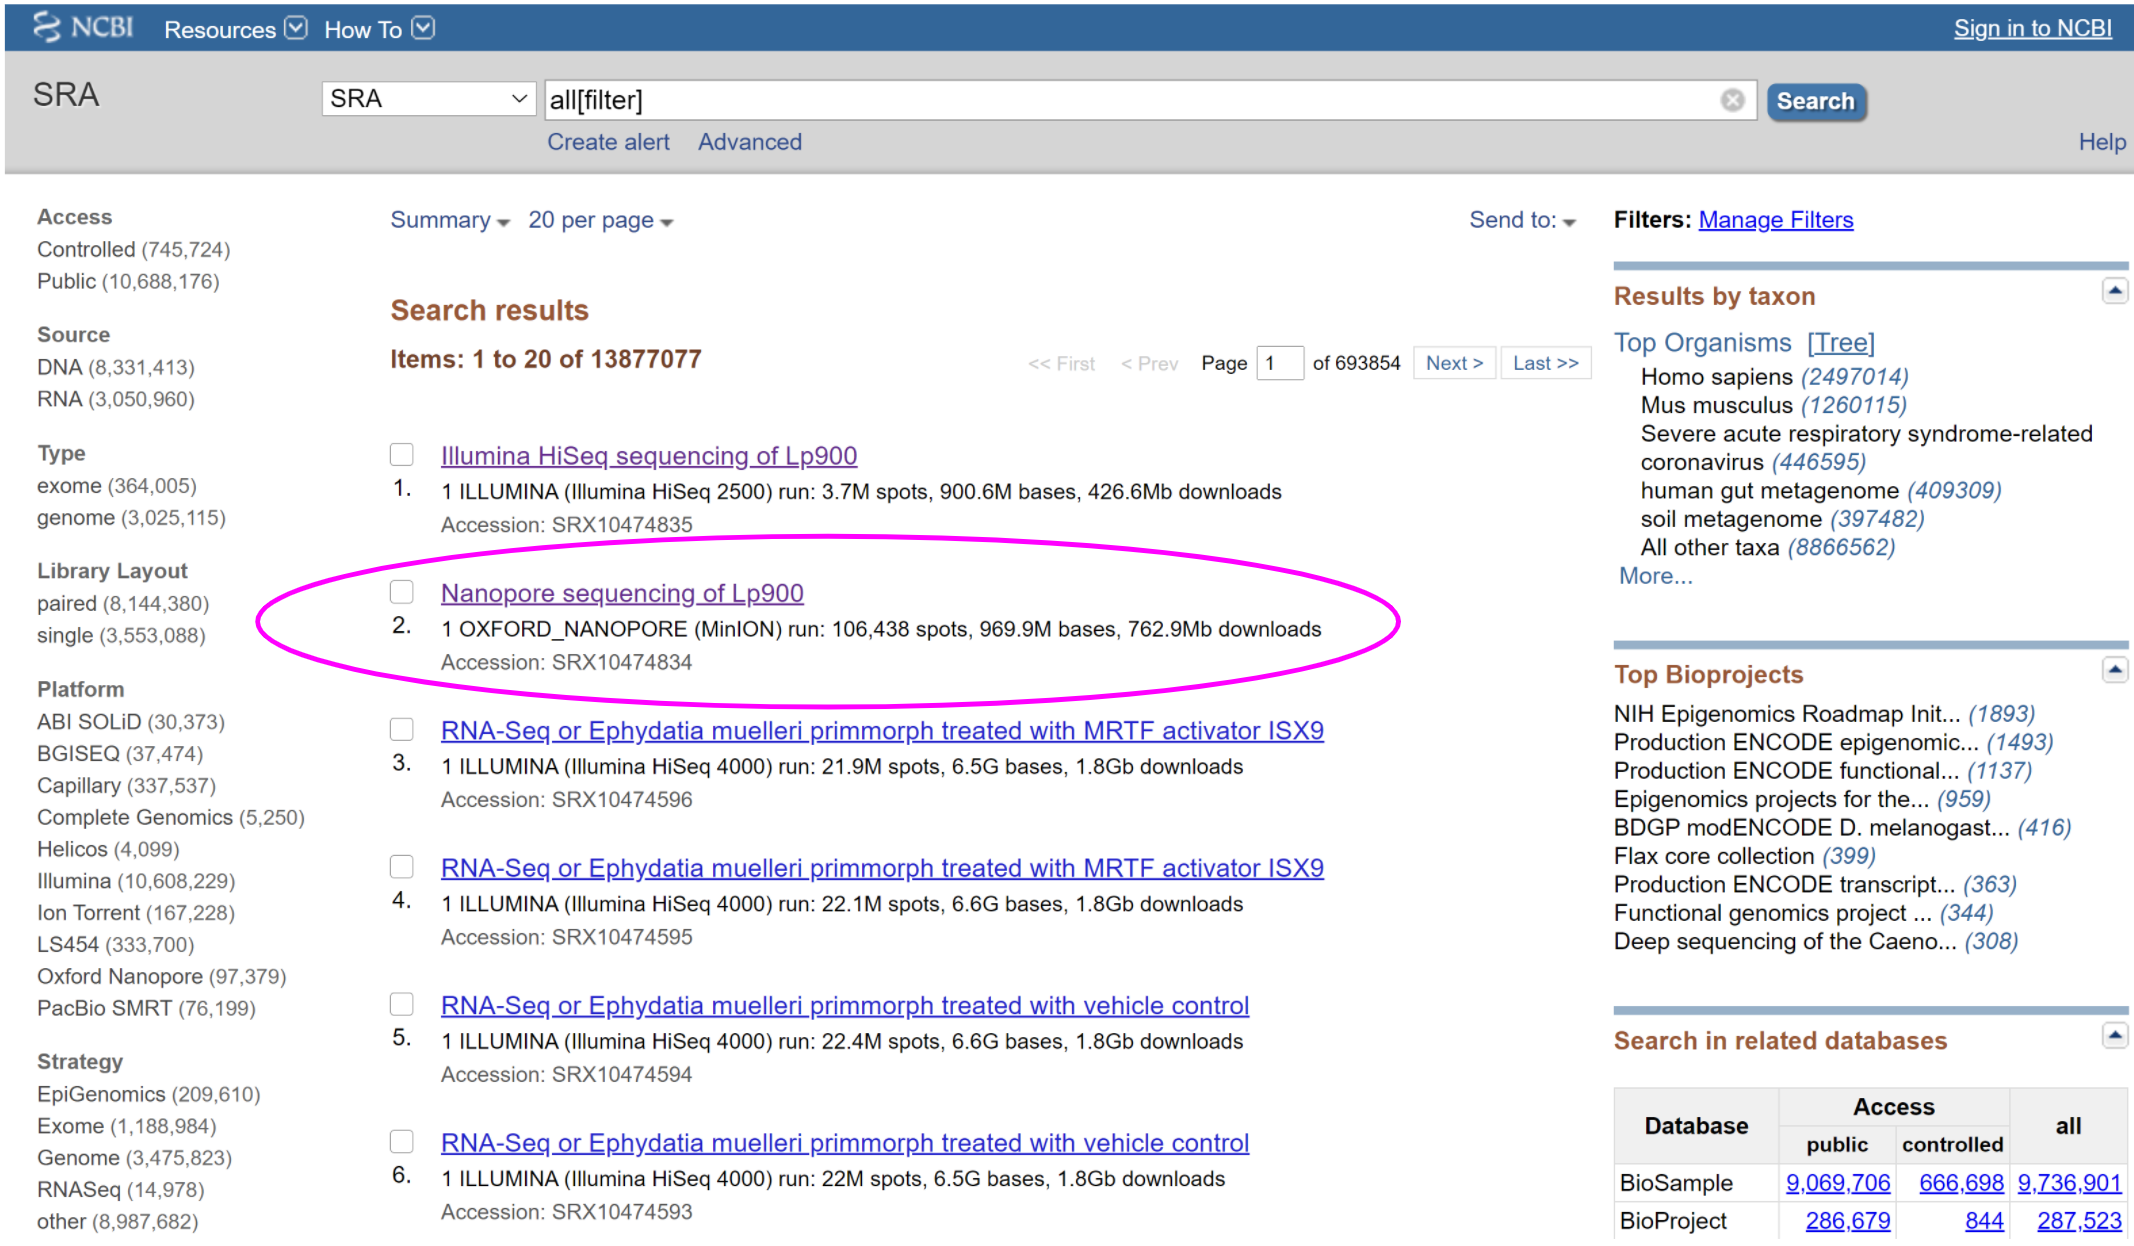 NCBI Resources How To Sign in to NCBI
SRA SRA all[filter] Search
Create alert Advanced Help
Access
Controlled (745,724)
Public (10,688,176)
Source
DNA (8,331,413)
RNA (3,050,960)
Type
exome (364,005)
genome (3,025,115)
Library Layout
paired (8,144,380)
single (3,553,088)
Platform
ABI SOLiD (30,373)
BGISEQ (37,474)
Capillary (337,537)
Complete Genomics (5,250)
Helicos (4,099)
Illumina (10,608,229)
Ion Torrent (167,228)
LS454 (333,700)
Oxford Nanopore (97,379)
PacBio SMRT (76,199)
Strategy
EpiGenomics (209,610)
Exome (1,188,984)
Genome (3,475,823)
RNASeq (14,978)
other (8,987,682)
Summary 20 per page Send to:
Search results
Items: 1 to 20 of 13877077
<< First < Prev Page 1 of 693854 Next > Last >>
Illumina HiSeq sequencing of Lp900
1. 1 ILLUMINA (Illumina HiSeq 2500) run: 3.7M spots, 900.6M bases, 426.6Mb downloads
Accession: SRX10474835
Nanopore sequencing of Lp900
2. 1 OXFORD_NANOPORE (MinION) run: 106,438 spots, 969.9M bases, 762.9Mb downloads
Accession: SRX10474834
RNA-Seq or Ephydatia muelleri primmorph treated with MRTF activator ISX9
3. 1 ILLUMINA (Illumina HiSeq 4000) run: 21.9M spots, 6.5G bases, 1.8Gb downloads
Accession: SRX10474596
RNA-Seq or Ephydatia muelleri primmorph treated with MRTF activator ISX9
4. 1 ILLUMINA (Illumina HiSeq 4000) run: 22.1M spots, 6.6G bases, 1.8Gb downloads
Accession: SRX10474595
RNA-Seq or Ephydatia muelleri primmorph treated with vehicle control
5. 1 ILLUMINA (Illumina HiSeq 4000) run: 22.4M spots, 6.6G bases, 1.8Gb downloads
Accession: SRX10474594
RNA-Seq or Ephydatia muelleri primmorph treated with vehicle control
6. 1 ILLUMINA (Illumina HiSeq 4000) run: 22M spots, 6.5G bases, 1.8Gb downloads
Accession: SRX10474593
Filters: Manage Filters
Results by taxon
Top Organisms [Tree]
Homo sapiens (2497014)
Mus musculus (1260115)
Severe acute respiratory syndrome-related
coronavirus (446595)
human gut metagenome (409309)
soil metagenome (397482)
All other taxa (8866562)
More...
Top Bioprojects
NIH Epigenomics Roadmap Init... (1893)
Production ENCODE epigenomic... (1493)
Production ENCODE functional... (1137)
Epigenomics projects for the... (959)
BDGP modENCODE D. melanogast... (416)
Flax core collection (399)
Production ENCODE transcript... (363)
Functional genomics project ... (344)
Deep sequencing of the Caeno... (308)
Search in related databases
Database Access all
public controlled
BioSample 9,069,706 666,698 9,736,901
BioProject 286,679 844 287,523